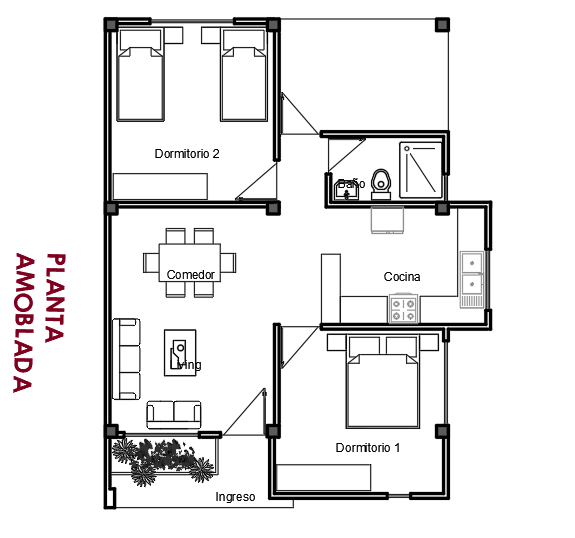 Dormitorio 2
Baño
Comedor
Cocina
PLANTA
AMOBLADA
Living
Dormitorio 1
Ingreso